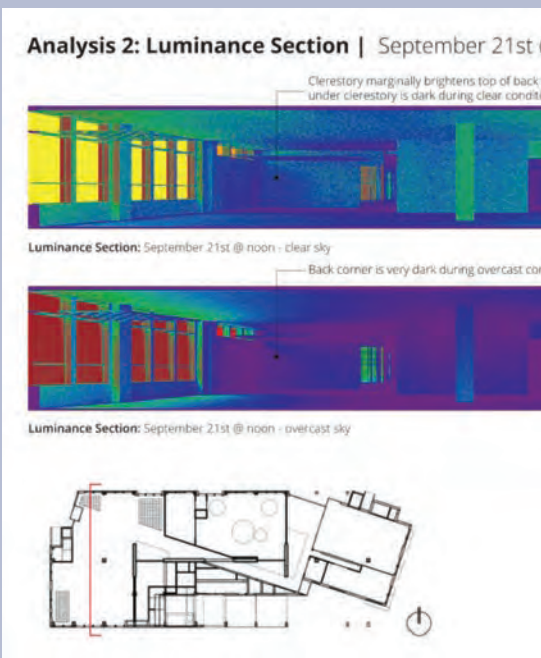 Analysis 2: Luminance Section | September 21st
Clerestory marginally brightens top of back
under clerestory is dark during clear conditi
Luminance Section: September 21st @ noon - clear sky
Back corner is very dark during overcast con
Luminance Section: September 21st @ noon - overcast sky